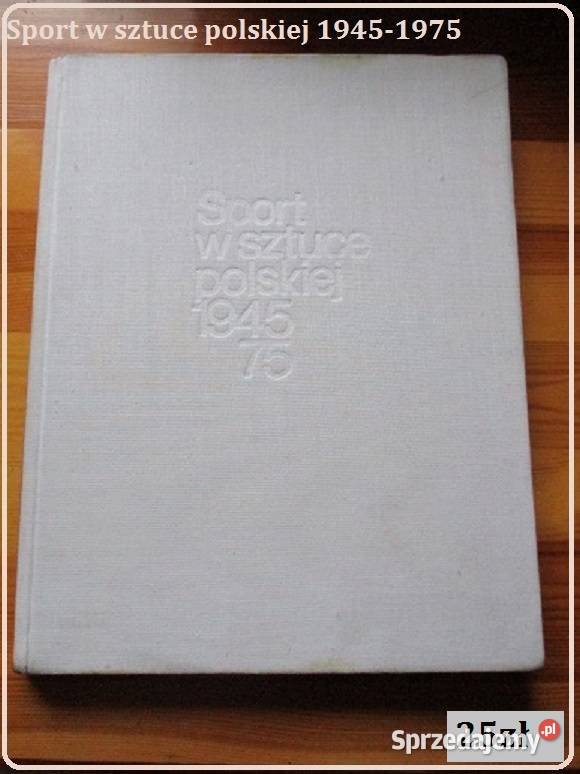 Sport w sztuce polskiej 1945-1975
Sport
w sztuce
polskiej
1945
75
25zł
Sprzedajemy.pl